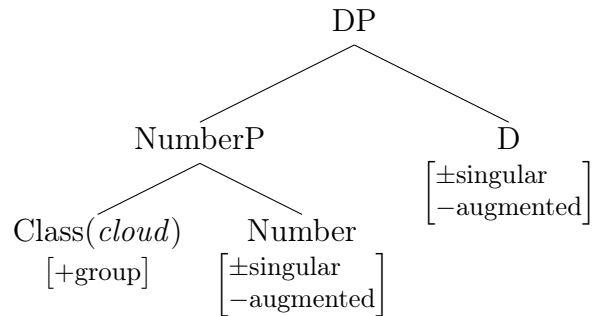 DP
NumberP D
[±singular
−augmented]
Class(cloud) Number
[+group] [±singular
−augmented]